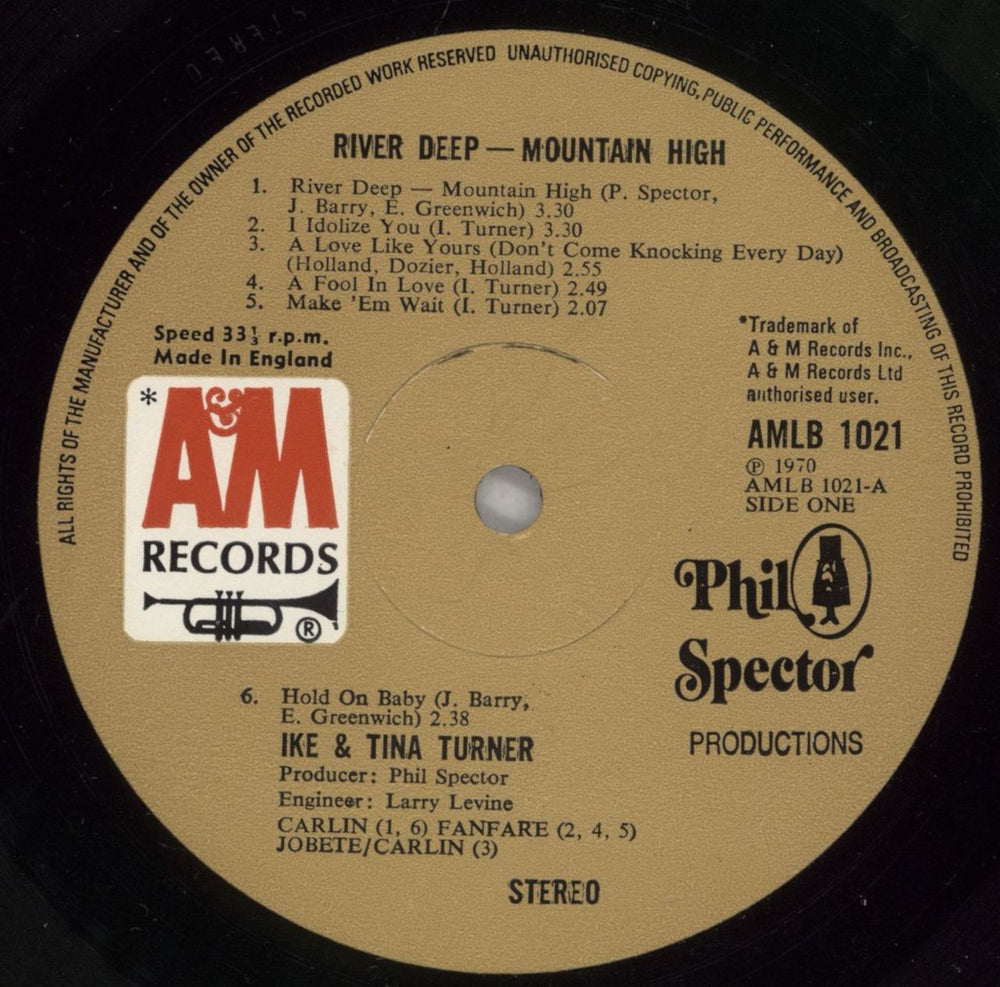 STEREO
ALL RIGHTS OF THE MANUFACTURER AND OF THE OWNER OF THE RECORDED WORK RESERVED UNAUTHORISED COPYING, PUBLIC PERFORMANCE AND BROADCASTING OF THIS RECORD PROHIBITED
RIVER DEEP — MOUNTAIN HIGH
1. River Deep — Mountain High (P. Spector,
J. Barry, E. Greenwich) 3.30
2. I Idolize You (I. Turner) 3.30
3. A Love Like Yours (Don't Come Knocking Every Day)
(Holland, Dozier, Holland) 2.55
4. A Fool In Love (I. Turner) 2.49
5. Make 'Em Wait (I. Turner) 2.07
Speed 33⅓ r.p.m.
Made In England
* A&M
RECORDS
®
*Trademark of
A & M Records Inc.,
A & M Records Ltd
authorised user.
AMLB 1021
℗ 1970
AMLB 1021-A
SIDE ONE
Phil
Spector
PRODUCTIONS
6. Hold On Baby (J. Barry,
E. Greenwich) 2.38
IKE & TINA TURNER
Producer: Phil Spector
Engineer: Larry Levine
CARLIN (1, 6) FANFARE (2, 4, 5)
JOBETE/CARLIN (3)
STEREO